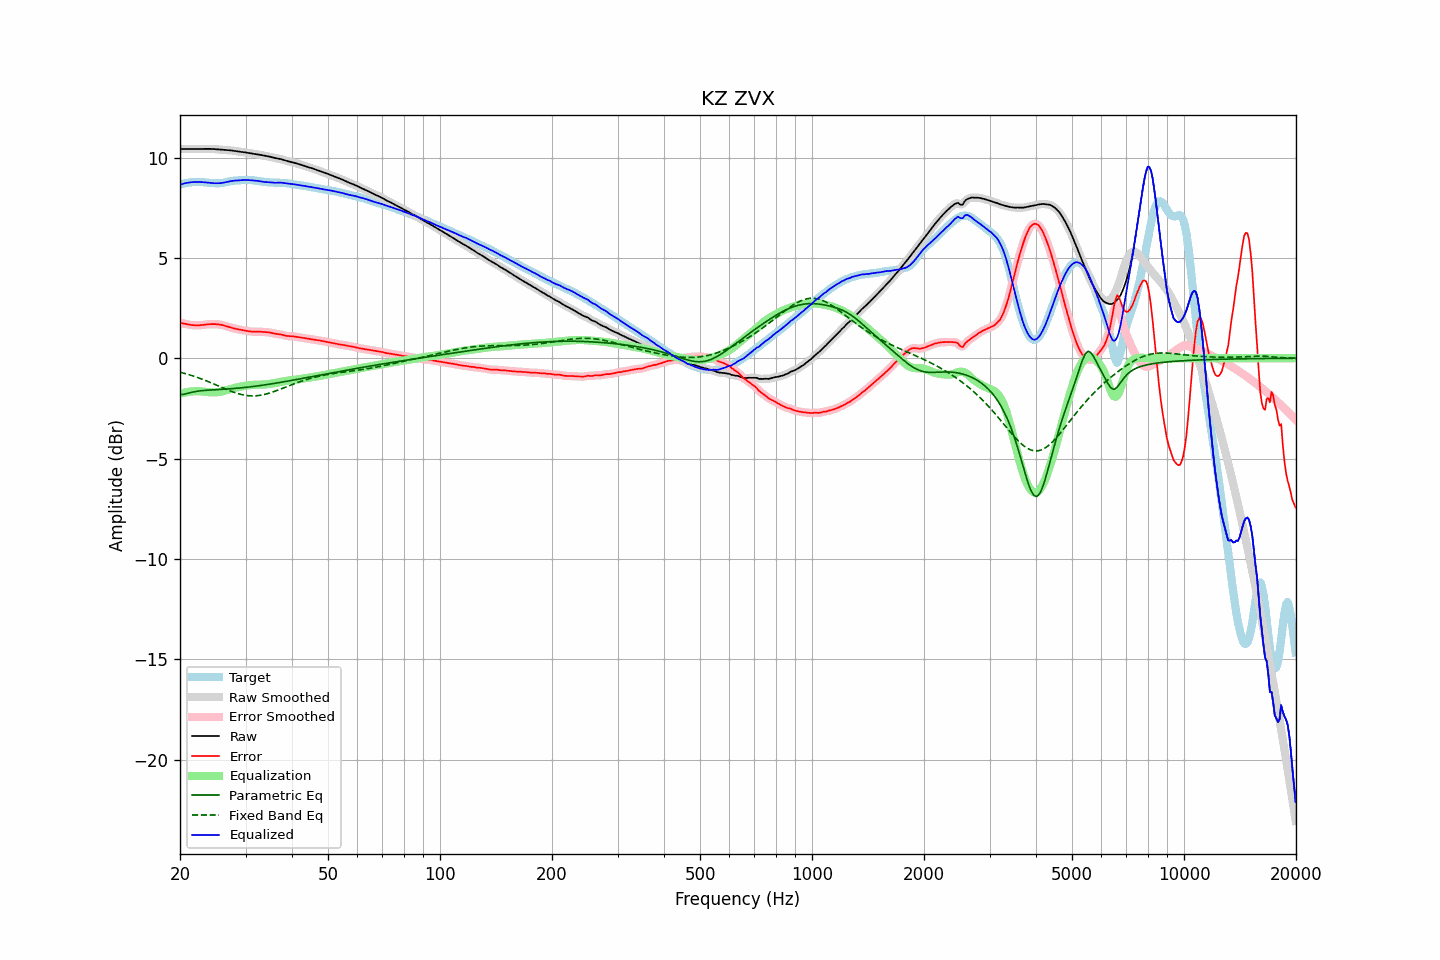 KZ ZVX
Amplitude (dBr)
10
5
0
−5
−10
−15
−20
Target
Raw Smoothed
Error Smoothed
Raw
Error
Equalization
Parametric Eq
Fixed Band Eq
Equalized
20 50 100 200 500 1000 2000 5000 10000 20000
Frequency (Hz)